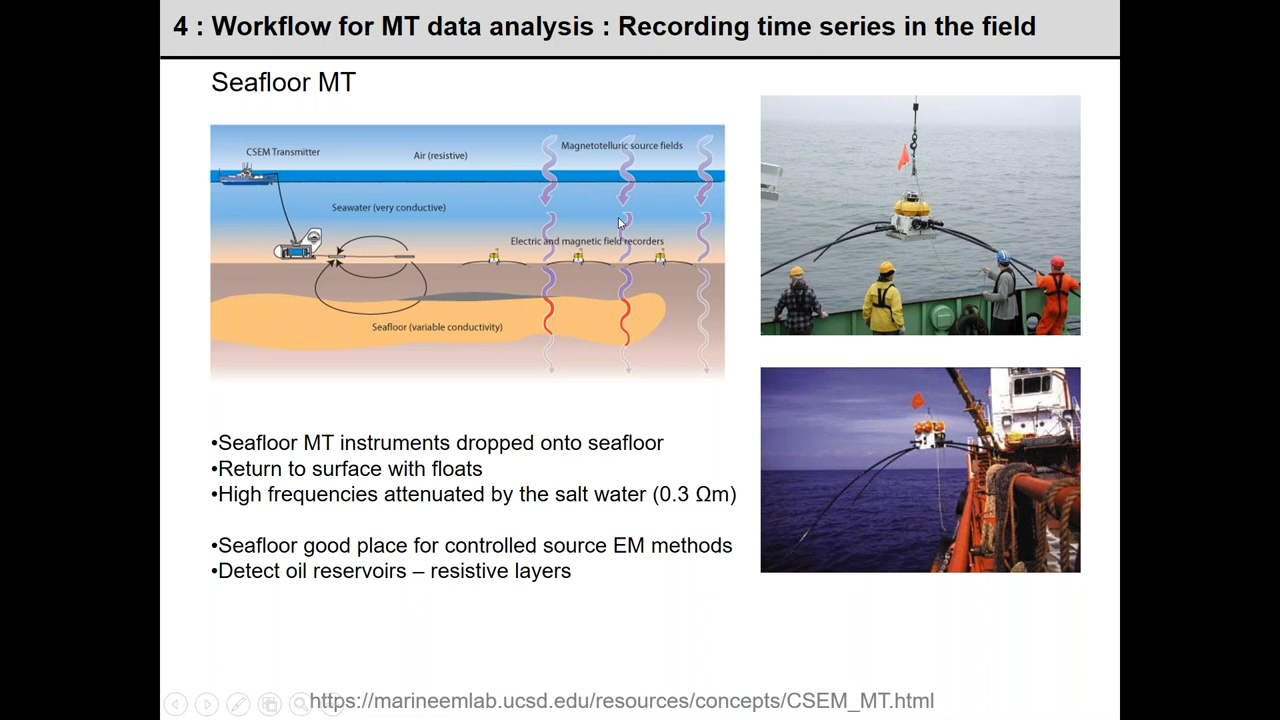 4 : Workflow for MT data analysis : Recording time series in the field
Seafloor MT
CSEM Transmitter
Air (resistive)
Magnetotelluric source fields
Seawater (very conductive)
Electric and magnetic field recorders
Seafloor (variable conductivity)
•Seafloor MT instruments dropped onto seafloor
•Return to surface with floats
•High frequencies attenuated by the salt water (0.3 Ωm)
•Seafloor good place for controlled source EM methods
•Detect oil reservoirs – resistive layers
https://marineemlab.ucsd.edu/resources/concepts/CSEM_MT.html